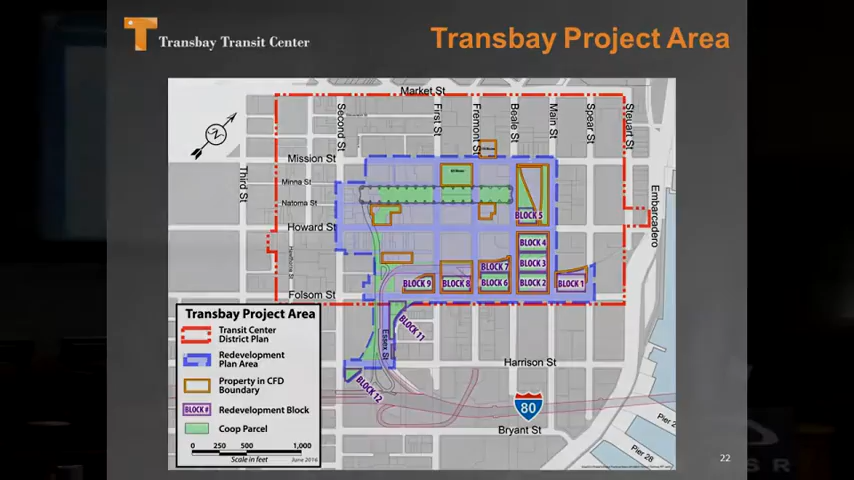 Transbay Transit Center
Transbay Project Area
Market St
Second St
First St
Fremont St
Beale St
Main St
Spear St
Steuart St
Mission St
Third St
Minna St
Natoma St
Howard St
Embarcadero
BLOCK 5
BLOCK 4
BLOCK 3
BLOCK 7
BLOCK 9
BLOCK 8
BLOCK 6
BLOCK 2
BLOCK 1
Folsom St
BLOCK 11
Essex St
BLOCK 12
Harrison St
80
Bryant St
Pier 28
Transbay Project Area
Transit Center
District Plan
Redevelopment
Plan Area
Property in CFD
Boundary
BLOCK #
Redevelopment Block
Coop Parcel
0 250 500 1,000
Scale in feet
June 2016
22
S R